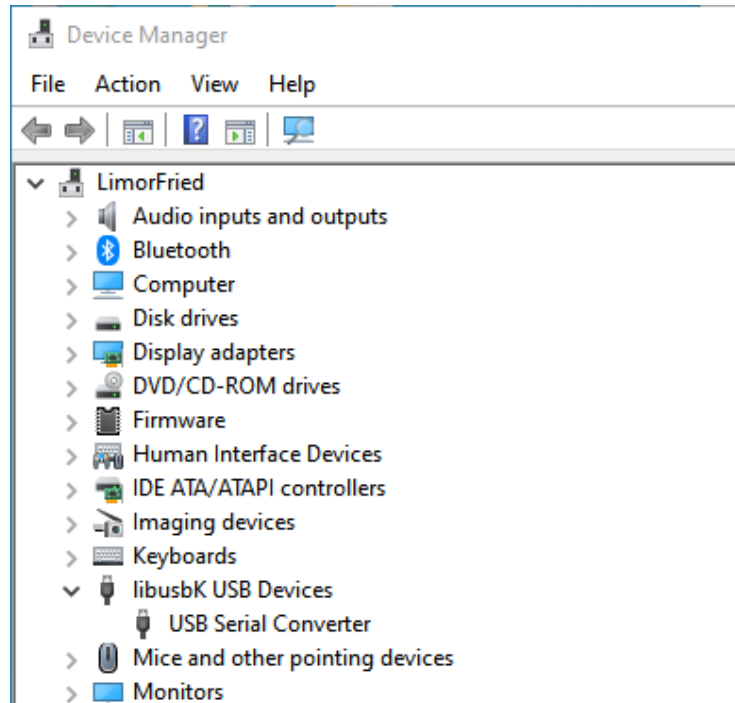 Device Manager
File Action View Help
LimorFried
Audio inputs and outputs
Bluetooth
Computer
Disk drives
Display adapters
DVD/CD-ROM drives
Firmware
Human Interface Devices
IDE ATA/ATAPI controllers
Imaging devices
Keyboards
libusbK USB Devices
USB Serial Converter
Mice and other pointing devices
Monitors